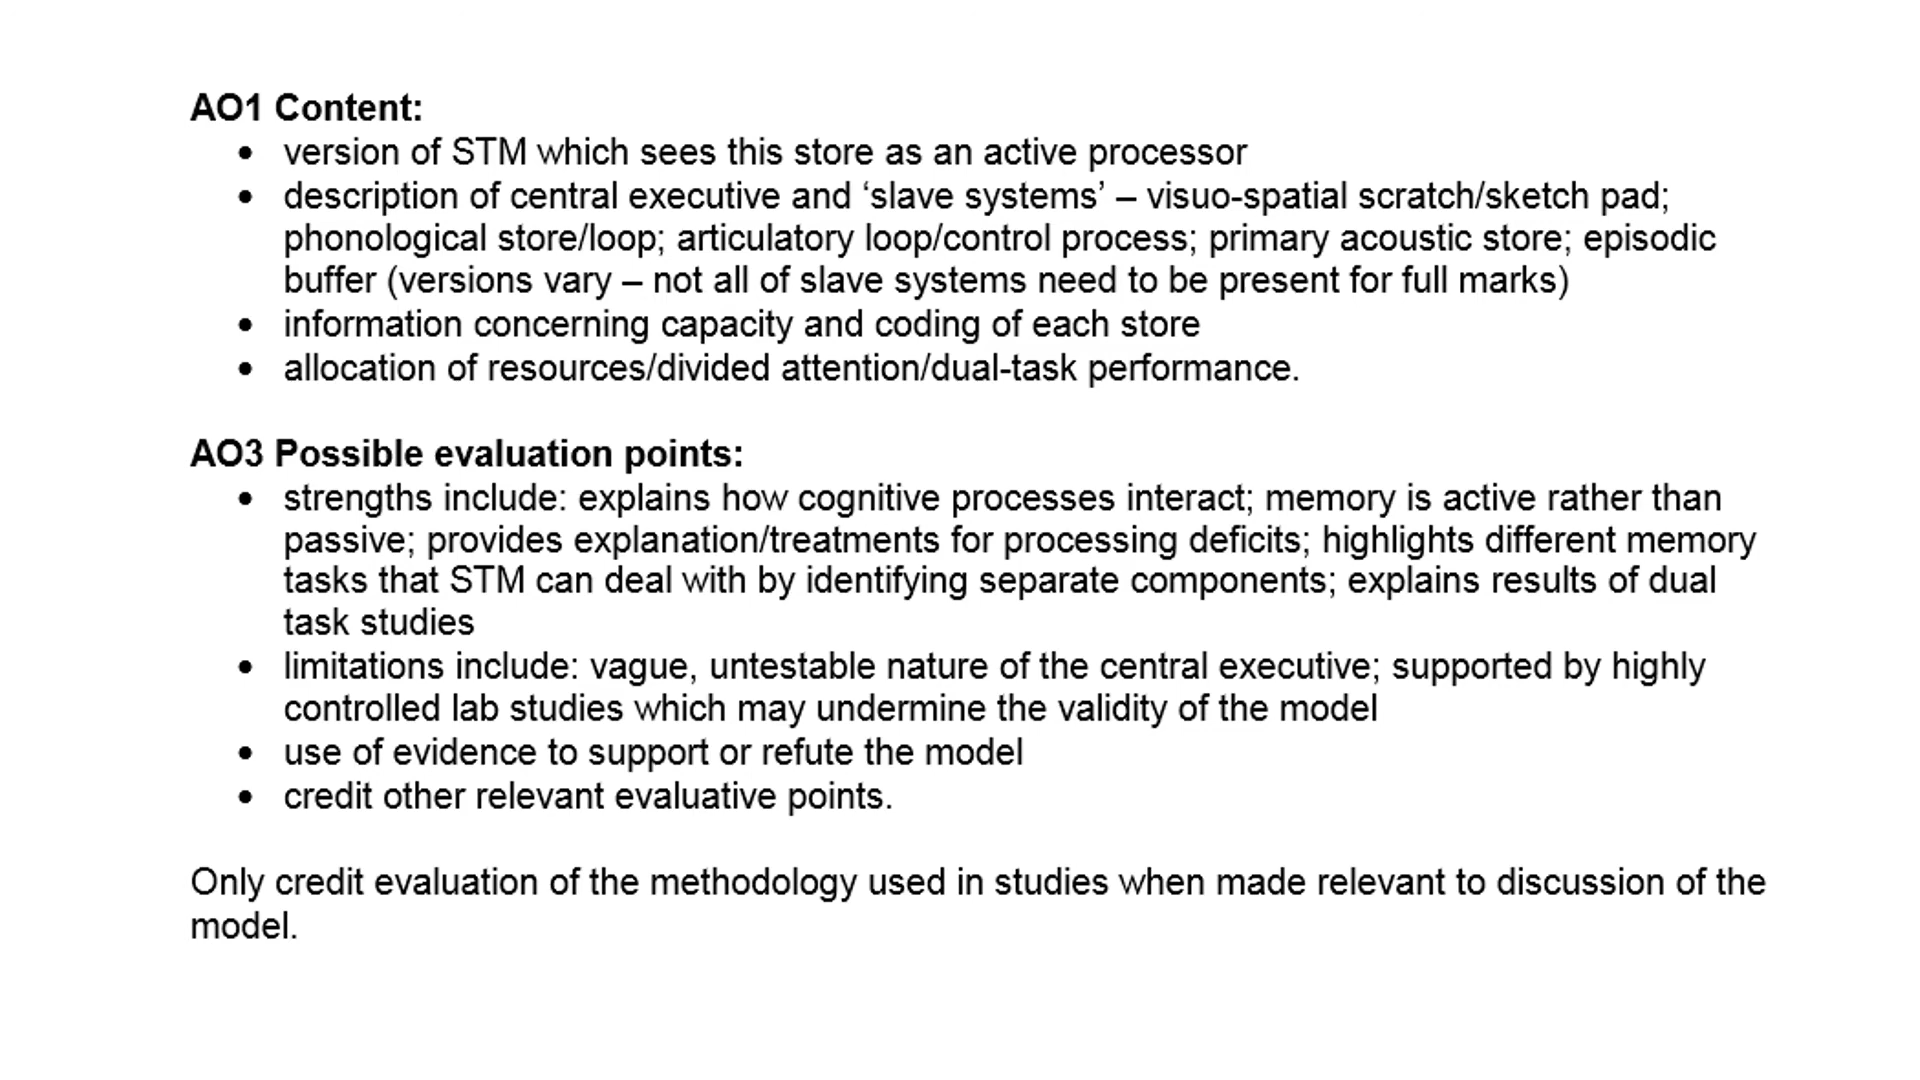 AO1 Content:
• version of STM which sees this store as an active processor
• description of central executive and ‘slave systems’ – visuo-spatial scratch/sketch pad;
phonological store/loop; articulatory loop/control process; primary acoustic store; episodic
buffer (versions vary – not all of slave systems need to be present for full marks)
• information concerning capacity and coding of each store
• allocation of resources/divided attention/dual-task performance.
AO3 Possible evaluation points:
• strengths include: explains how cognitive processes interact; memory is active rather than
passive; provides explanation/treatments for processing deficits; highlights different memory
tasks that STM can deal with by identifying separate components; explains results of dual
task studies
• limitations include: vague, untestable nature of the central executive; supported by highly
controlled lab studies which may undermine the validity of the model
• use of evidence to support or refute the model
• credit other relevant evaluative points.
Only credit evaluation of the methodology used in studies when made relevant to discussion of the
model.